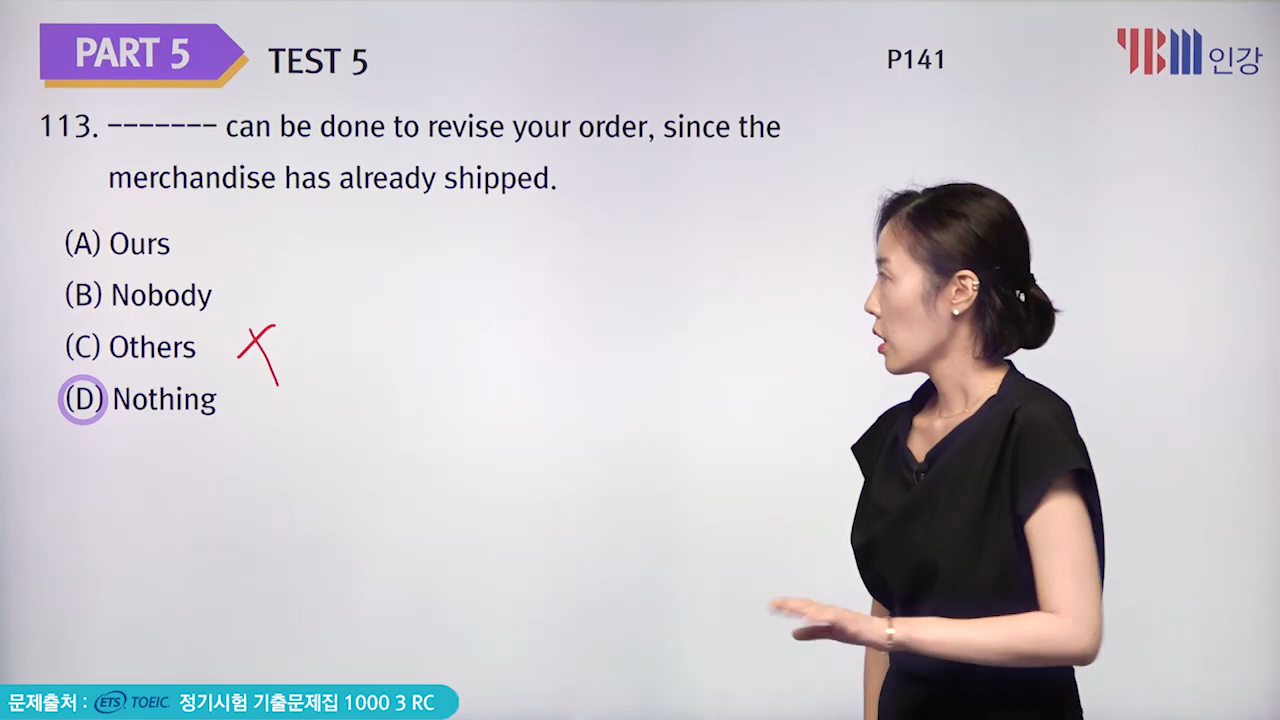 PART 5
TEST 5
P141
YBM 인강
113. ------- can be done to revise your order, since the
merchandise has already shipped.
(A) Ours
(B) Nobody
(C) Others
(D) Nothing
문제출처 : ETS TOEIC. 정기시험 기출문제집 1000 3 RC